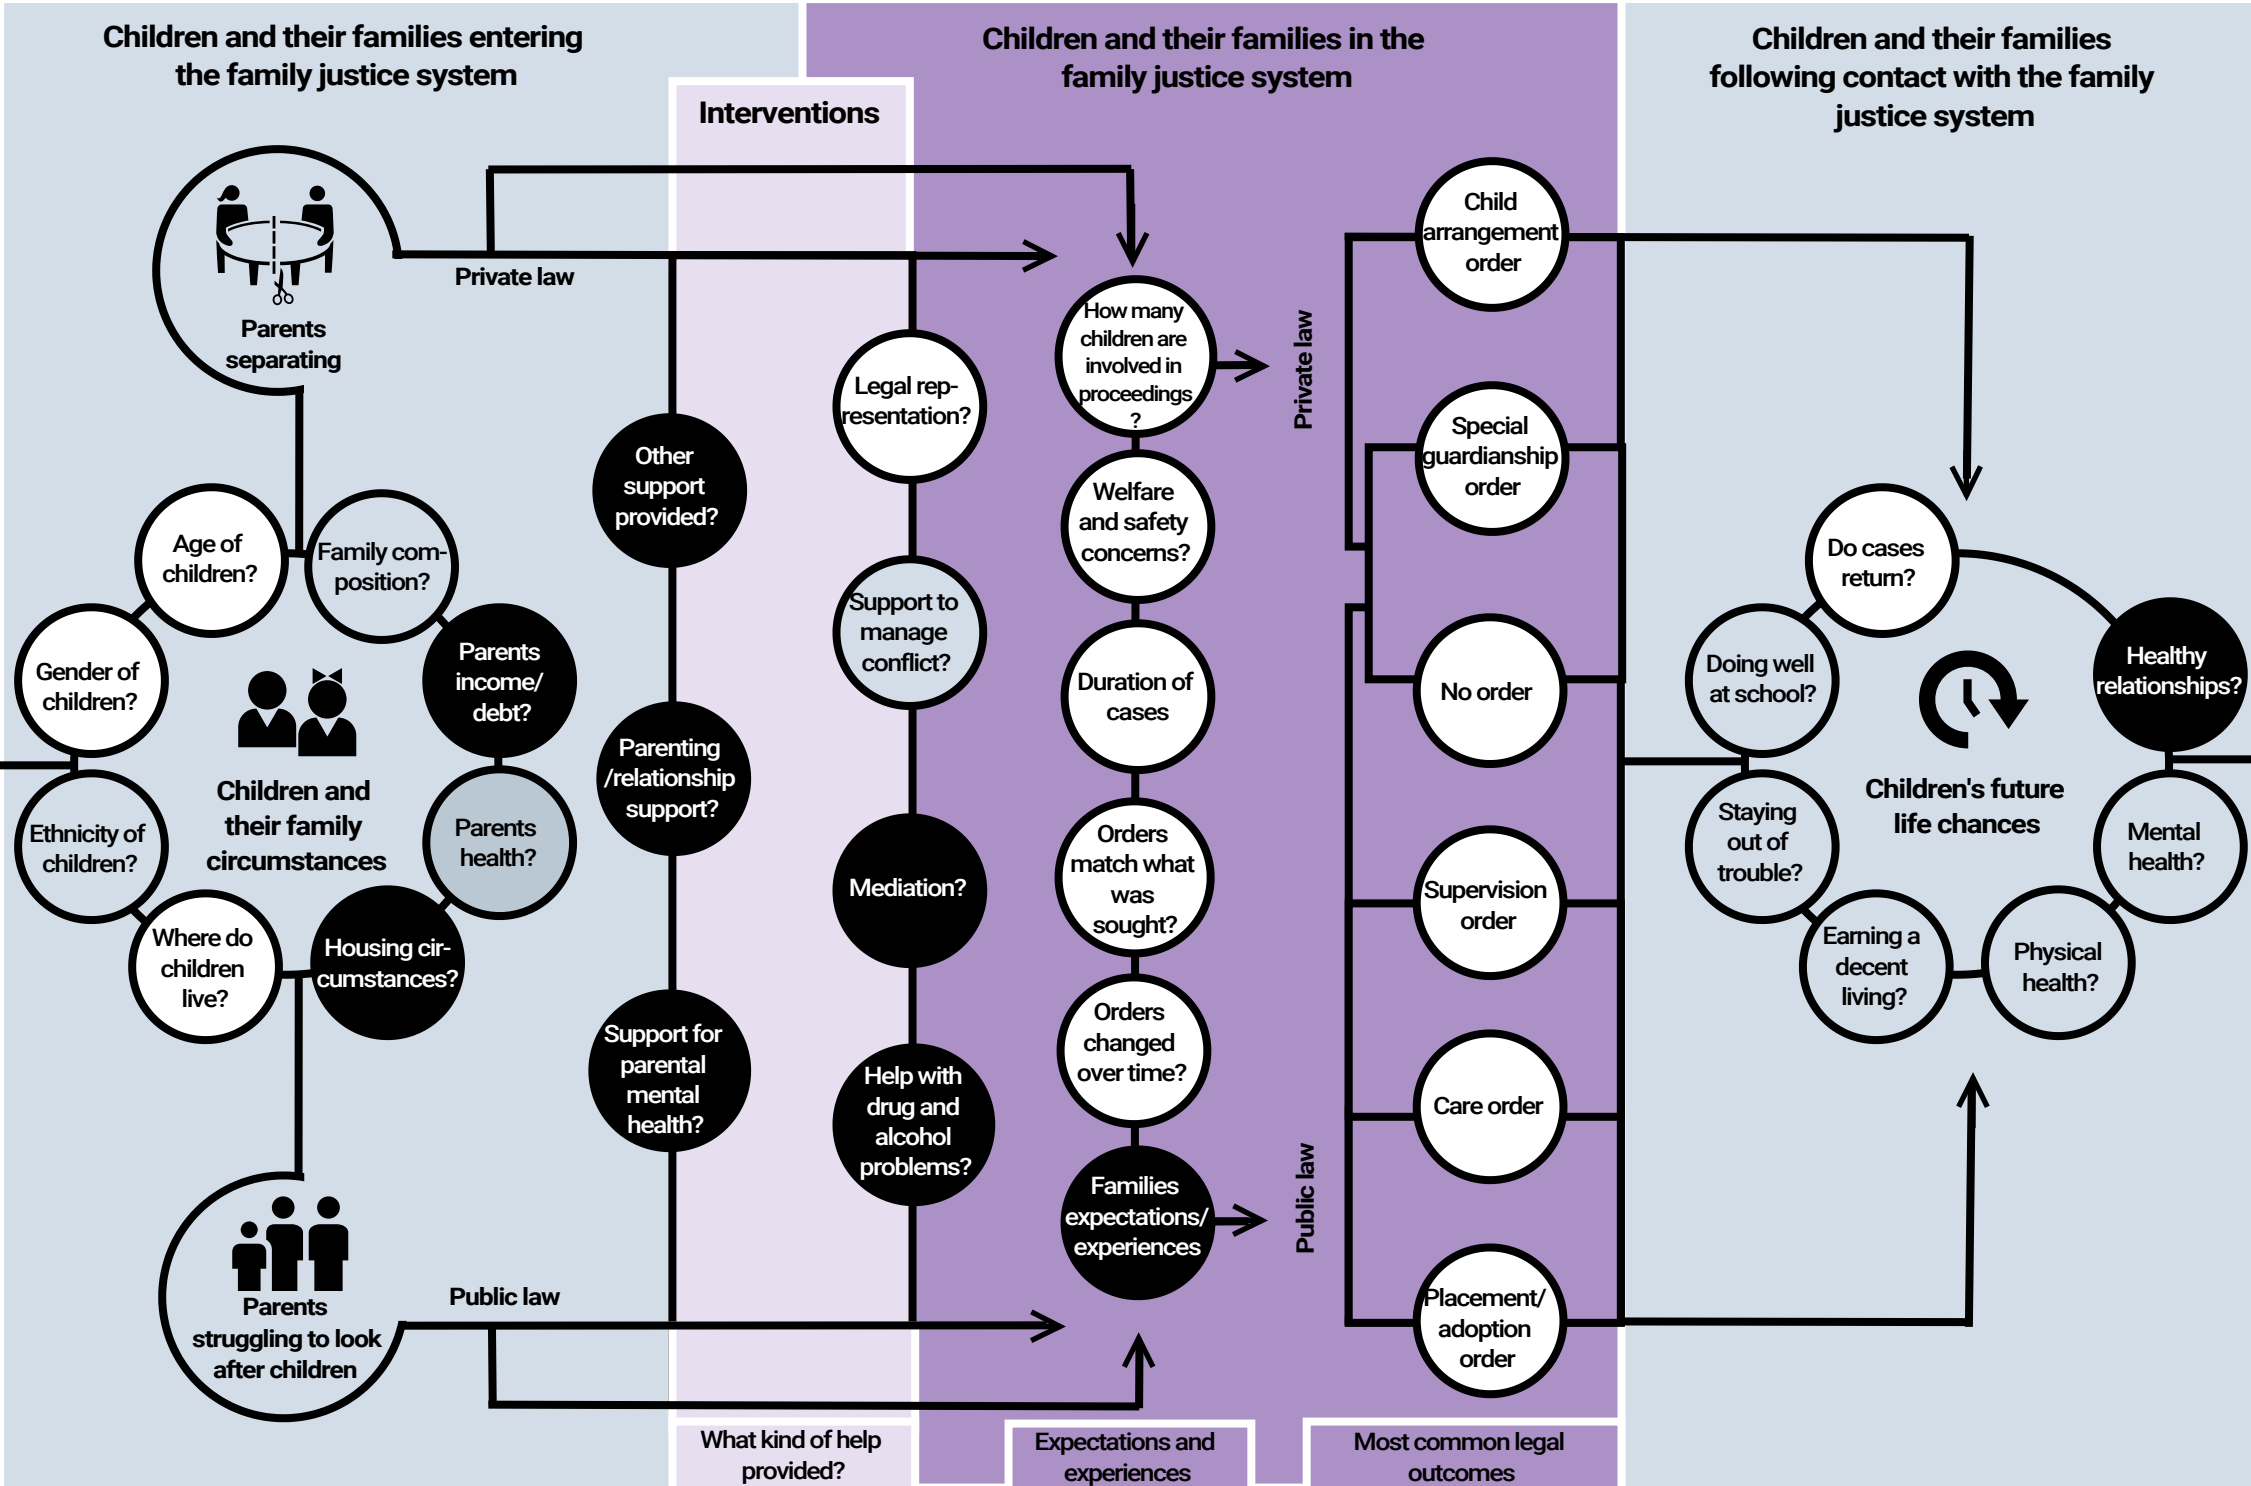 Children and their families entering
the family justice system
Interventions
Children and their families in the
family justice system
Children and their families
following contact with the family
justice system
Parents
separating
Private law
Age of
children?
Family com-
position?
Gender of
children?
Parents
income/
debt?
Children and
their family
circumstances
Ethnicity of
children?
Parents
health?
Where do
children
live?
Housing cir-
cumstances?
Parents
struggling to look
after children
Public law
Other
support
provided?
Parenting
/relationship
support?
Support for
parental
mental
health?
Legal rep-
resentation?
Support to
manage
conflict?
Mediation?
Help with
drug and
alcohol
problems?
What kind of help
provided?
How many
children are
involved in
proceedings
?
Welfare
and safety
concerns?
Duration of
cases
Orders
match what
was
sought?
Orders
changed
over time?
Families
expectations/
experiences
Expectations and
experiences
Private law
Public law
Child
arrangement
order
Special
guardianship
order
No order
Supervision
order
Care order
Placement/
adoption
order
Most common legal
outcomes
Do cases
return?
Doing well
at school?
Healthy
relationships?
Children's future
life chances
Staying
out of
trouble?
Mental
health?
Earning a
decent
living?
Physical
health?